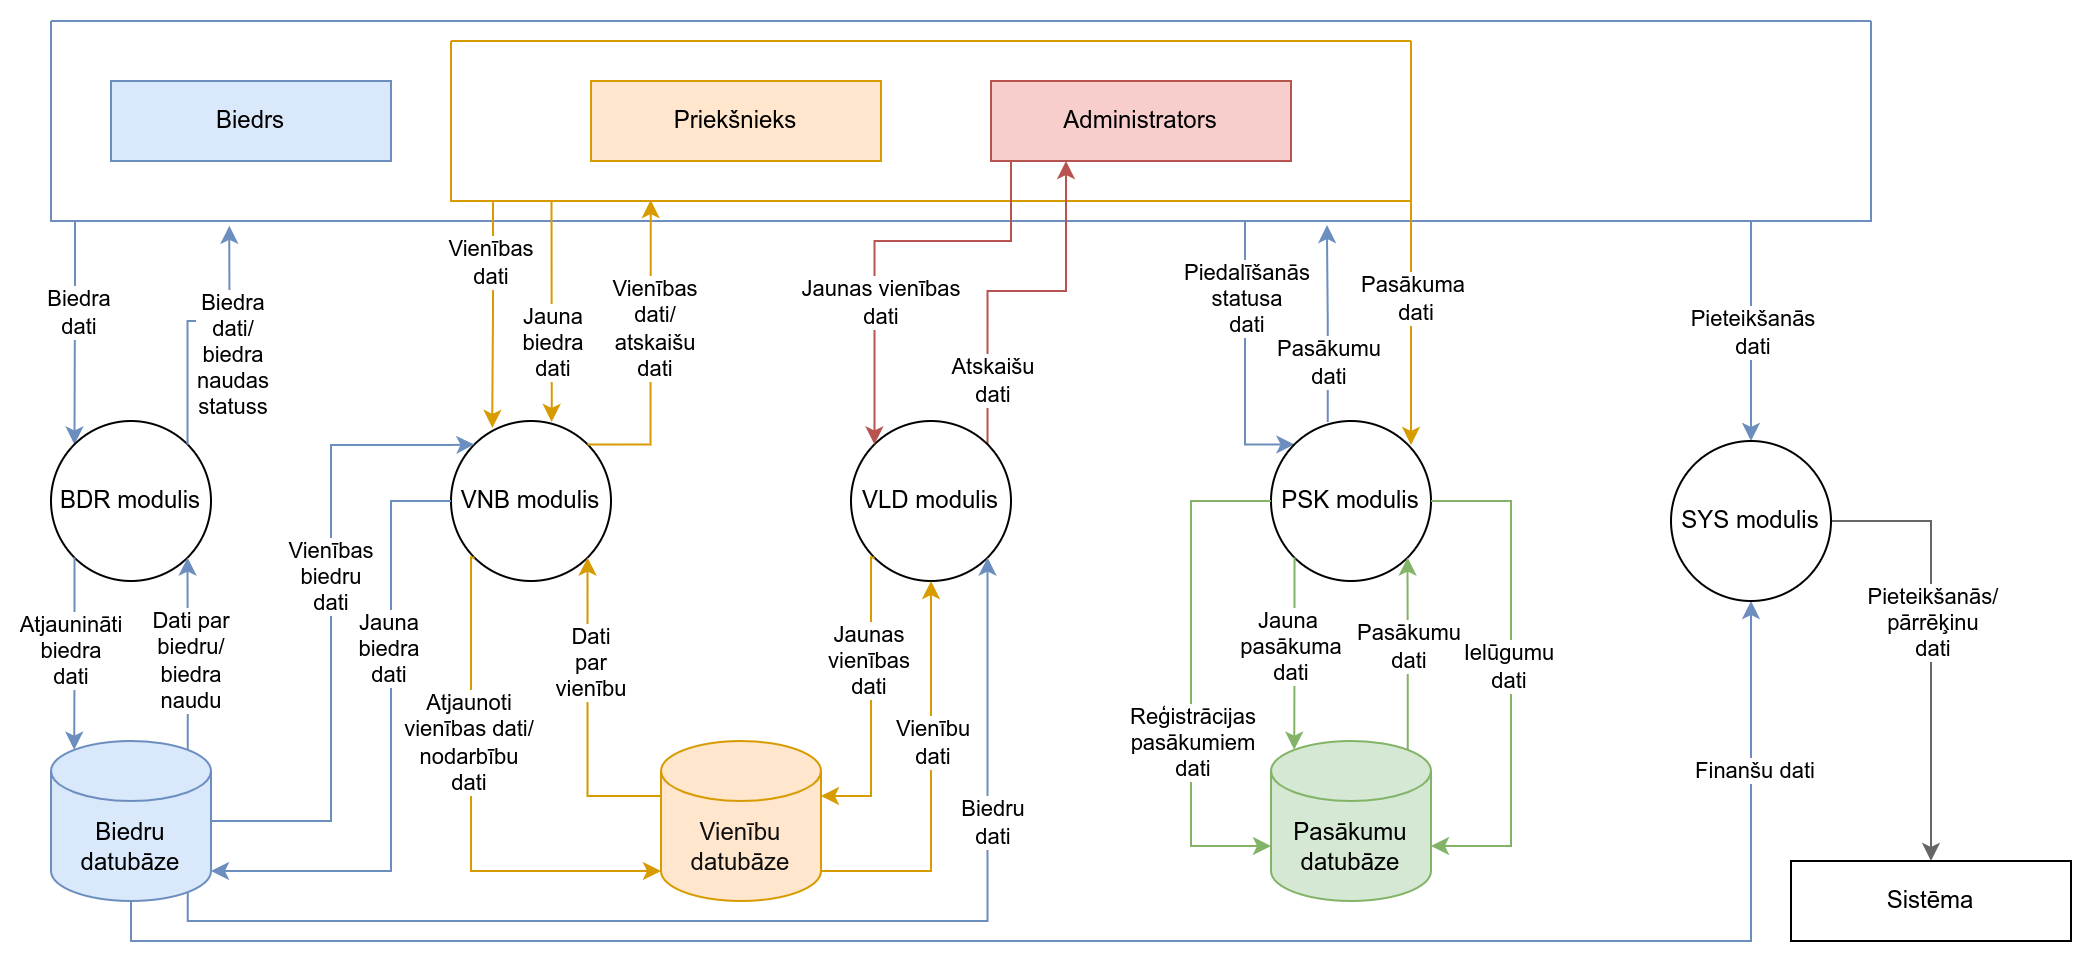 Biedrs
Priekšnieks
Administrators
Biedra
dati
Biedra
dati/
biedra
naudas
statuss
Vienības
dati
Jauna
biedra
dati
Vienības
dati/
atskaišu
dati
Jaunas vienības
dati
Atskaišu
dati
Piedalīšanās
statusa
dati
Pasākumu
dati
Pasākuma
dati
Pieteikšanās
dati
BDR modulis
VNB modulis
VLD modulis
PSK modulis
SYS modulis
Atjaunināti
biedra
dati
Dati par
biedru/
biedra
naudu
Vienības
biedru
dati
Jauna
biedra
dati
Atjaunoti
vienības dati/
nodarbību
dati
Dati
par
vienību
Jaunas
vienības
dati
Vienību
dati
Biedru
dati
Reģistrācijas
pasākumiem
dati
Jauna
pasākuma
dati
Pasākumu
dati
Ielūgumu
dati
Finanšu dati
Pieteikšanās/
pārrēķinu
dati
Biedru
datubāze
Vienību
datubāze
Pasākumu
datubāze
Sistēma